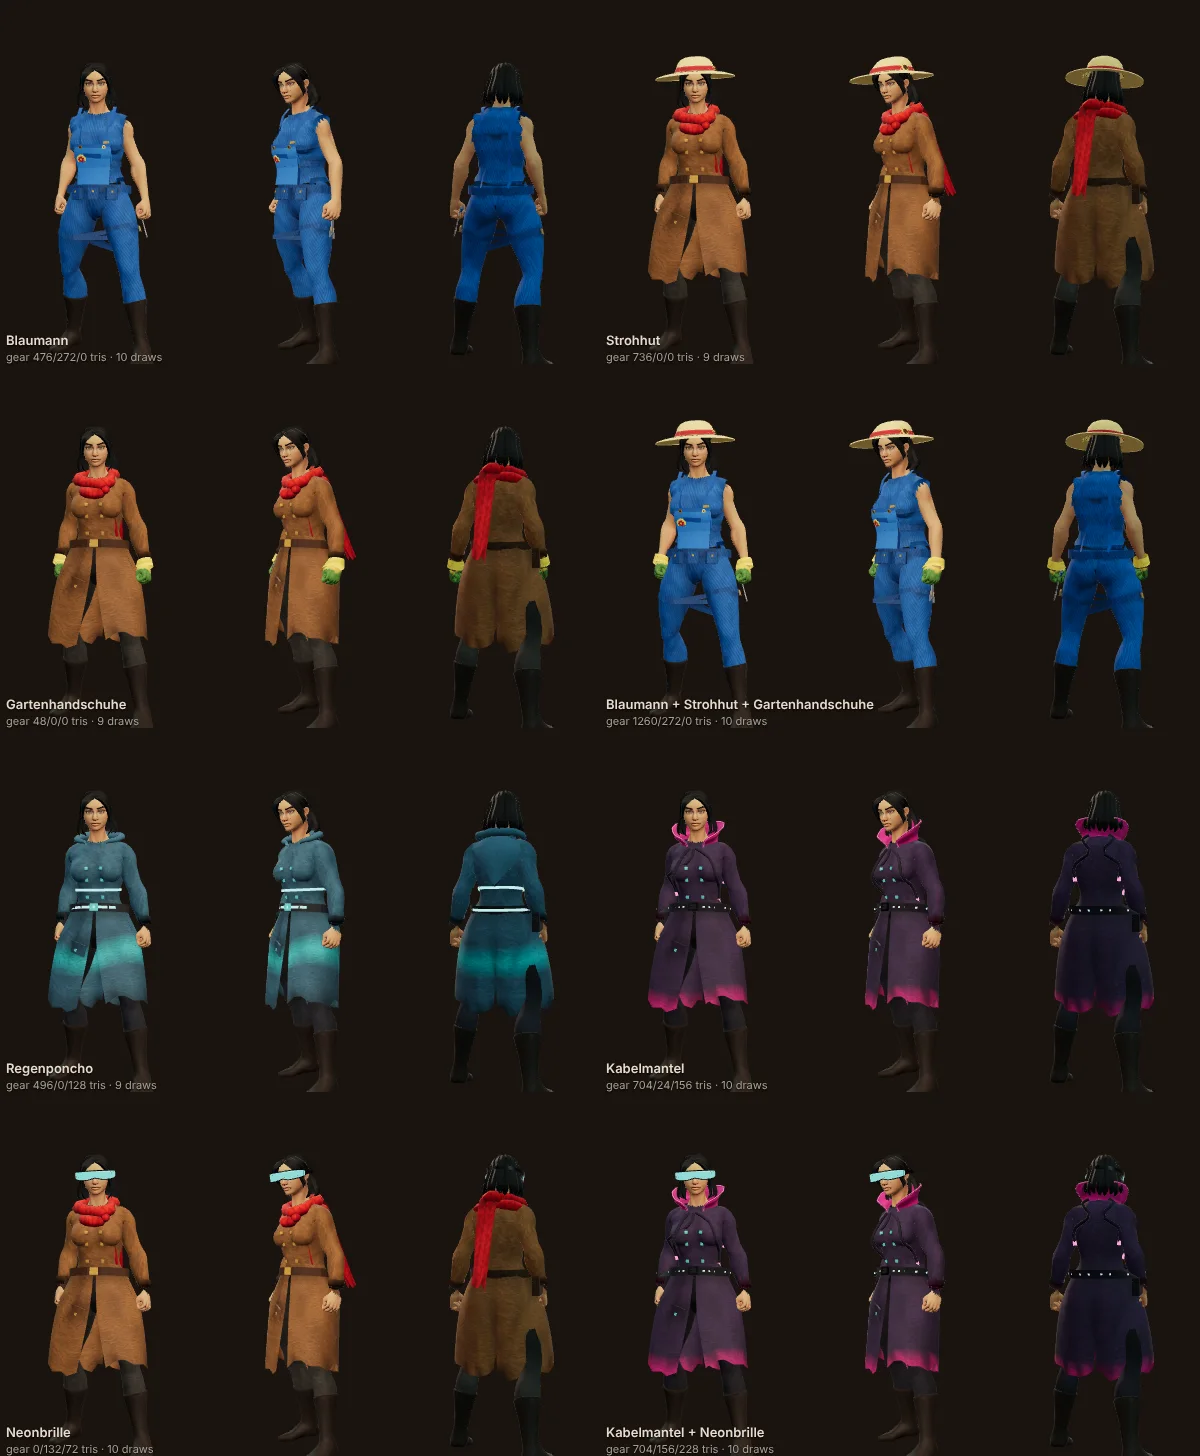 Blaumann
gear 476/272/0 tris · 10 draws
Strohhut
gear 736/0/0 tris · 9 draws
Gartenhandschuhe
gear 48/0/0 tris · 9 draws
Blaumann + Strohhut + Gartenhandschuhe
gear 1260/272/0 tris · 10 draws
Regenponcho
gear 496/0/128 tris · 9 draws
Kabelmantel
gear 704/24/156 tris · 10 draws
Neonbrille
gear 0/132/72 tris · 10 draws
Kabelmantel + Neonbrille
gear 704/156/228 tris · 10 draws